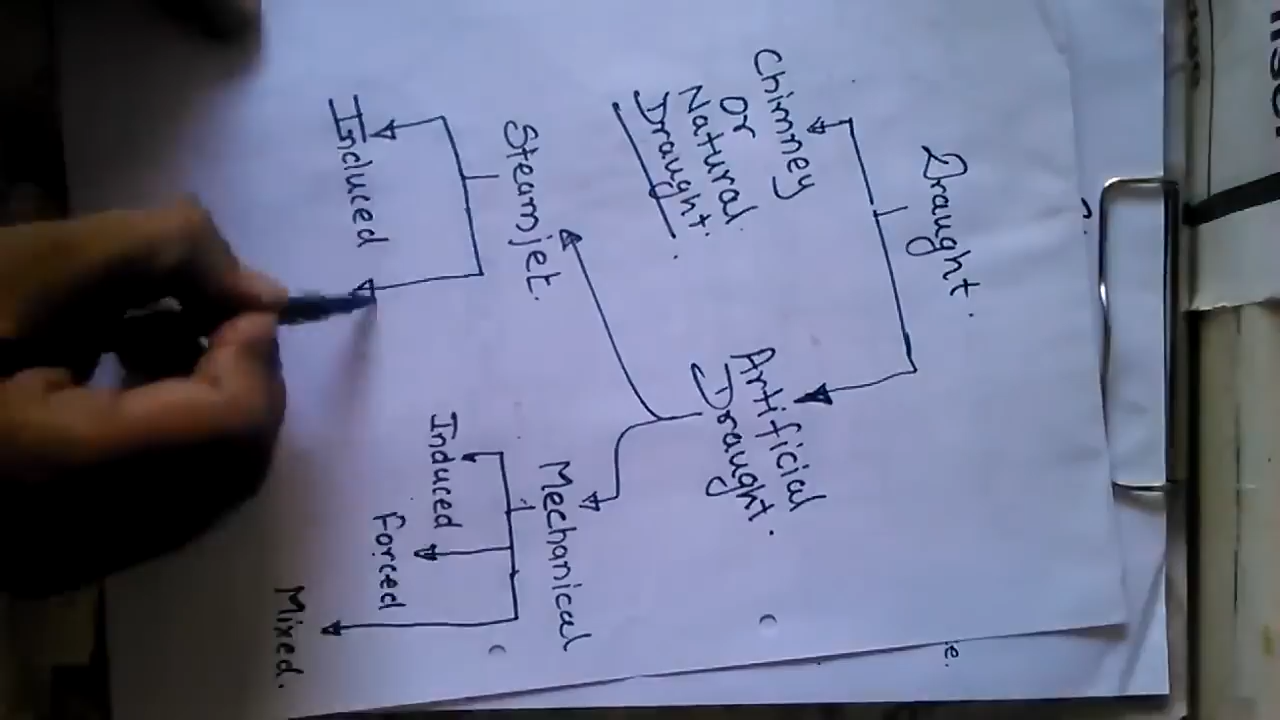 Draught.
Chimney
or
Natural
Draught.
Artificial
Draught.
Steamjet.
Mechanical
Induced
Induced
Forced
Mixed.